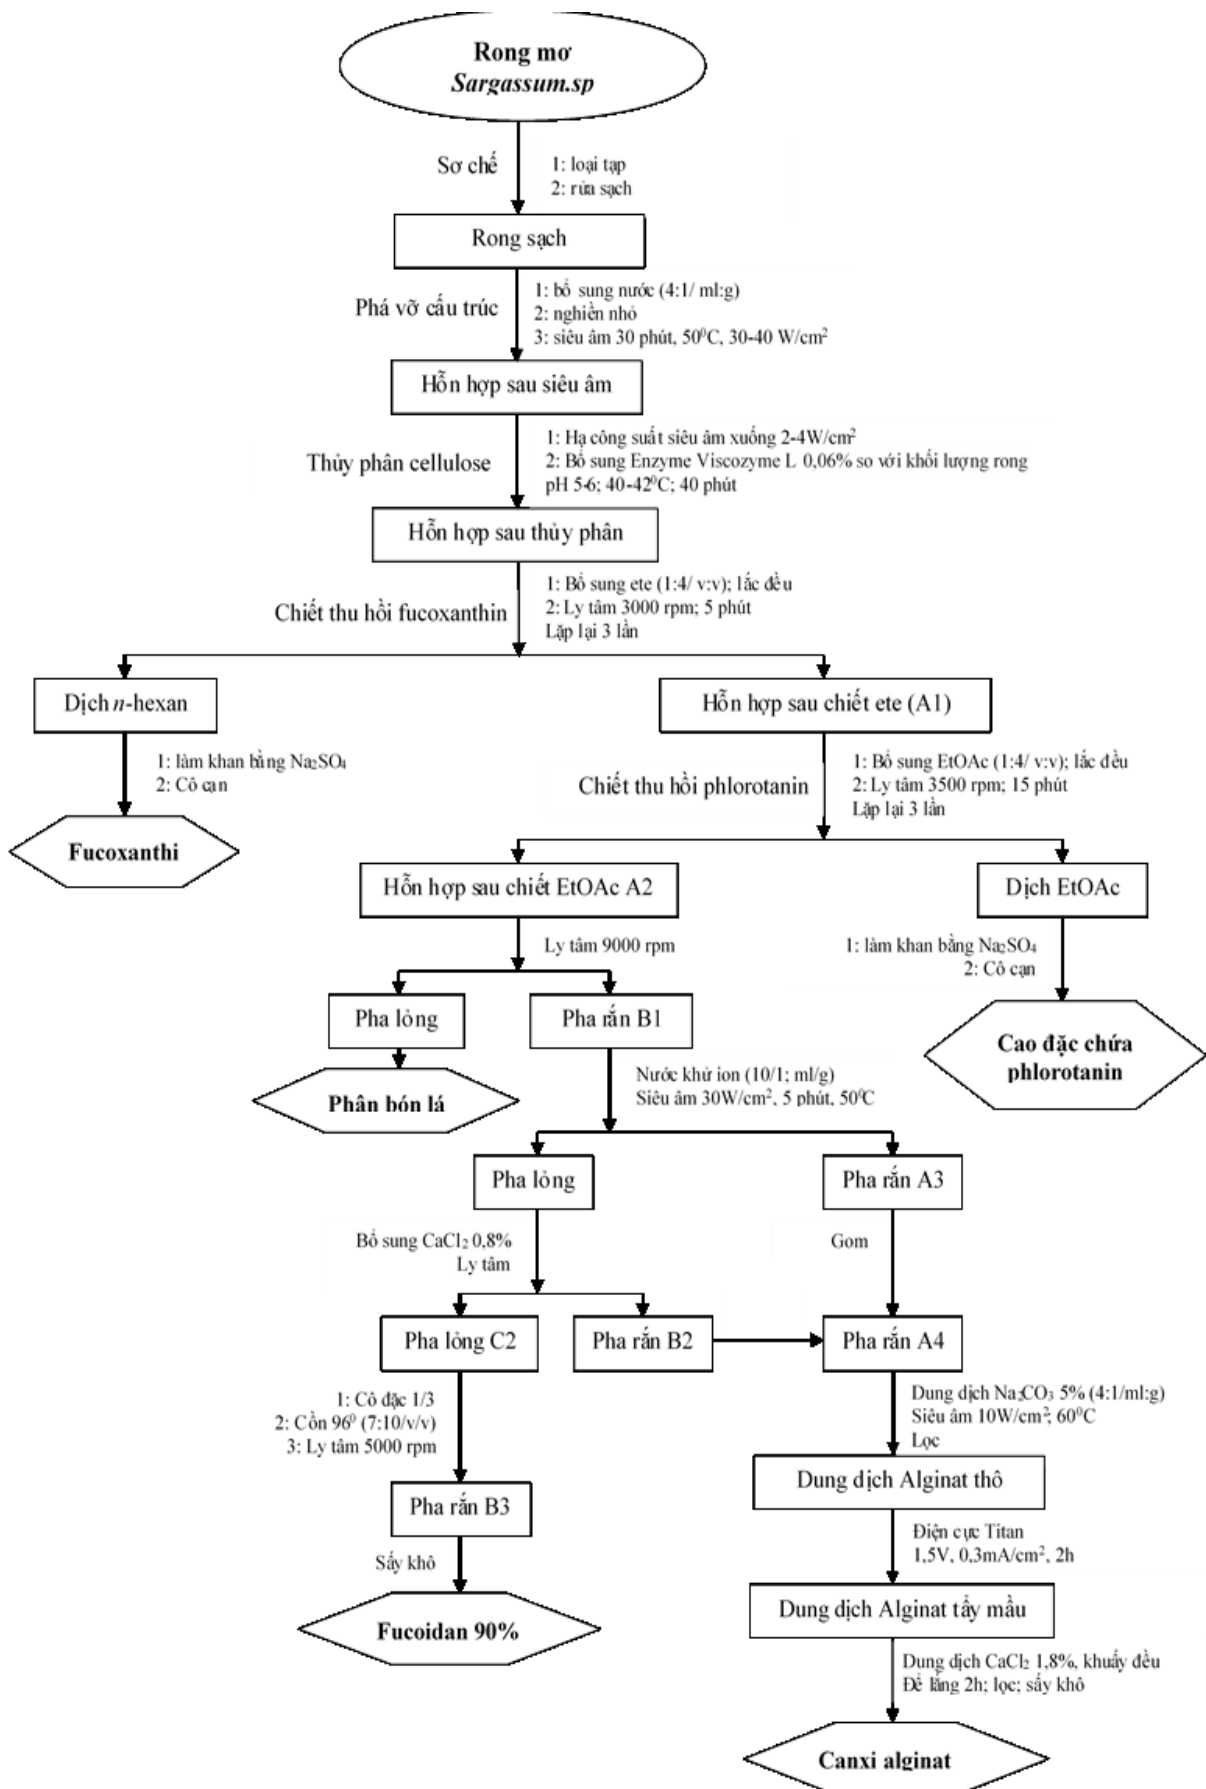 Rong mơ
Sargassum.sp
Sơ chế
1: loại tạp
2: rửa sạch
Rong sạch
Phá vỡ cấu trúc
1: bổ sung nước (4:1/ ml:g)
2: nghiền nhỏ
3: siêu âm 30 phút, 50⁰C, 30-40 W/cm²
Hỗn hợp sau siêu âm
Thủy phân cellulose
1: Hạ công suất siêu âm xuống 2-4W/cm²
2: Bổ sung Enzyme Viscozyme L 0,06% so với khối lượng rong
pH 5-6; 40-42⁰C; 40 phút
Hỗn hợp sau thủy phân
Chiết thu hồi fucoxanthin
1: Bổ sung ete (1:4/ v:v); lắc đều
2: Ly tâm 3000 rpm; 5 phút
Lặp lại 3 lần
Dịch n-hexan
Hỗn hợp sau chiết ete (A1)
1: làm khan bằng Na₂SO₄
2: Cô cạn
Chiết thu hồi phlorotanin
1: Bổ sung EtOAc (1:4/ v:v); lắc đều
2: Ly tâm 3500 rpm; 15 phút
Lặp lại 3 lần
Fucoxanthi
Hỗn hợp sau chiết EtOAc A2
Dịch EtOAc
Ly tâm 9000 rpm
1: làm khan bằng Na₂SO₄
2: Cô cạn
Pha lỏng
Pha rắn B1
Cao đặc chứa
phlorotanin
Phân bón lá
Nước khử ion (10/1; ml/g)
Siêu âm 30W/cm², 5 phút, 50⁰C
Pha lỏng
Pha rắn A3
Bổ sung CaCl₂ 0,8%
Ly tâm
Gom
Pha lỏng C2
Pha rắn B2
Pha rắn A4
1: Cô đặc 1/3
2: Cồn 96⁰ (7:10/v/v)
3: Ly tâm 5000 rpm
Dung dịch Na₂CO₃ 5% (4:1/ml:g)
Siêu âm 10W/cm²; 60⁰C
Lọc
Pha rắn B3
Dung dịch Alginat thô
Sấy khô
Điện cực Titan
1,5V, 0,3mA/cm², 2h
Fucoidan 90%
Dung dịch Alginat tẩy mầu
Dung dịch CaCl₂ 1,8%, khuấy đều
Để lắng 2h; lọc; sấy khô
Canxi alginat